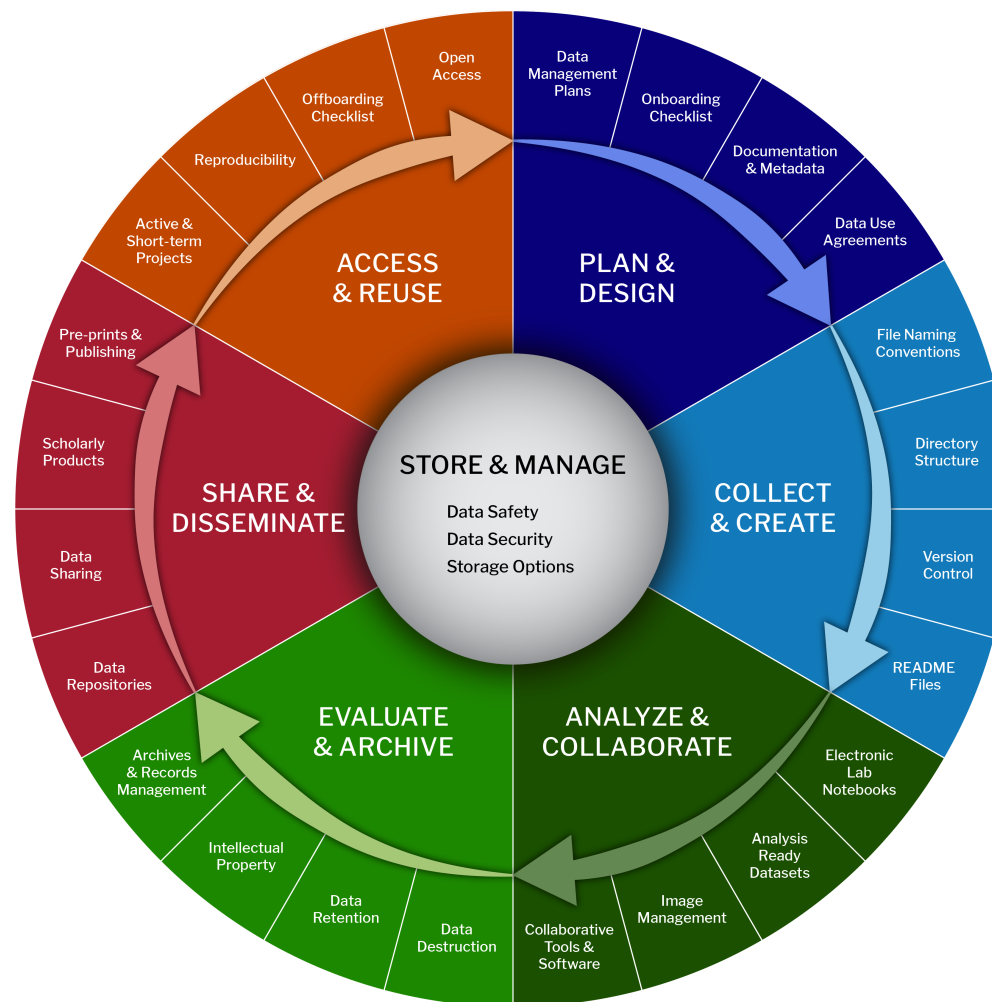 Open
Access
Offboarding
Checklist
Reproducibility
Active &
Short-term
Projects
ACCESS
& REUSE
Data
Management
Plans
Onboarding
Checklist
Documentation
& Metadata
Data Use
Agreements
PLAN &
DESIGN
File Naming
Conventions
Directory
Structure
Version
Control
README
Files
COLLECT
& CREATE
Electronic
Lab
Notebooks
Analysis
Ready
Datasets
Image
Management
Collaborative
Tools &
Software
ANALYZE &
COLLABORATE
Data
Destruction
Data
Retention
Intellectual
Property
Archives
& Records
Management
EVALUATE
& ARCHIVE
Data
Repositories
Data
Sharing
Scholarly
Products
Pre-prints &
Publishing
SHARE &
DISSEMINATE
STORE & MANAGE
Data Safety
Data Security
Storage Options